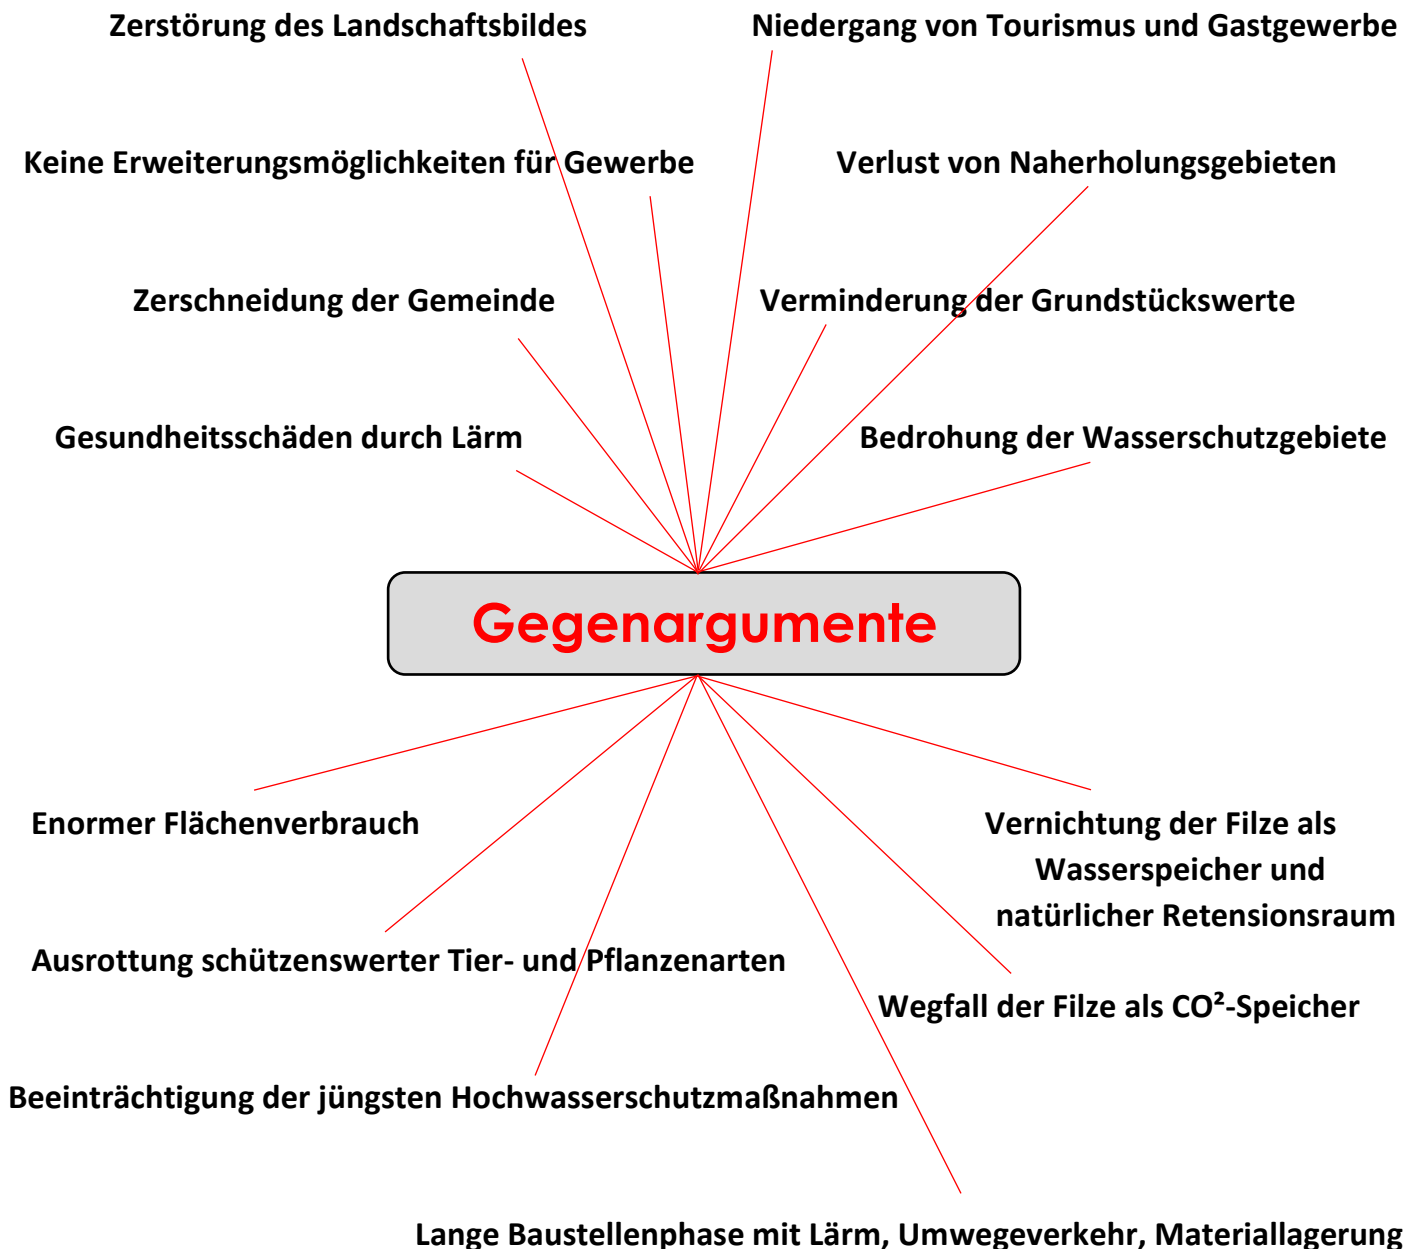 Zerstörung des Landschaftsbildes
Niedergang von Tourismus und Gastgewerbe
Keine Erweiterungsmöglichkeiten für Gewerbe
Verlust von Naherholungsgebieten
Zerschneidung der Gemeinde
Verminderung der Grundstückswerte
Gesundheitsschäden durch Lärm
Bedrohung der Wasserschutzgebiete
Gegenargumente
Enormer Flächenverbrauch
Vernichtung der Filze als
Wasserspeicher und
natürlicher Retensionsraum
Ausrottung schützenswerter Tier- und Pflanzenarten
Wegfall der Filze als CO²-Speicher
Beeinträchtigung der jüngsten Hochwasserschutzmaßnahmen
Lange Baustellenphase mit Lärm, Umwegeverkehr, Materiallagerung